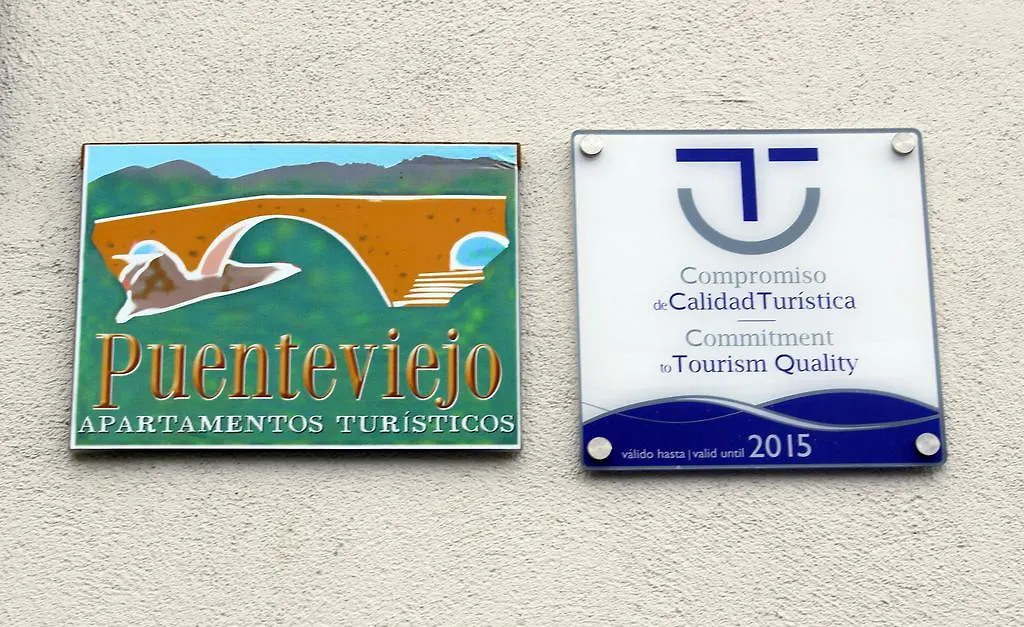 Puenteviejo
APARTAMENTOS TURÍSTICOS
Compromiso
de Calidad Turística
Commitment
to Tourism Quality
válido hasta | valid until 2015